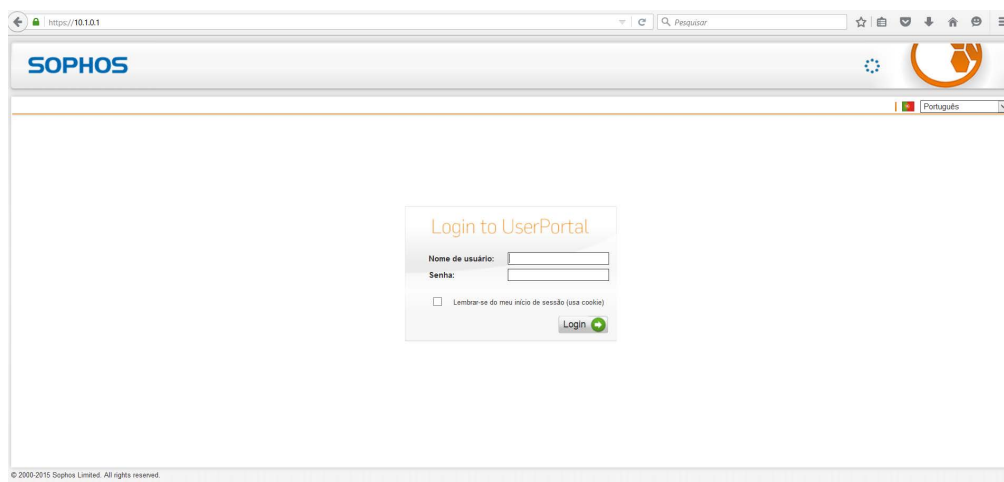 https://10.1.0.1
Pesquisar
SOPHOS
Português
Login to UserPortal
Nome de usuário:
Senha:
Lembrar-se do meu início de sessão (usa cookie)
Login
© 2000-2015 Sophos Limited. All rights reserved.